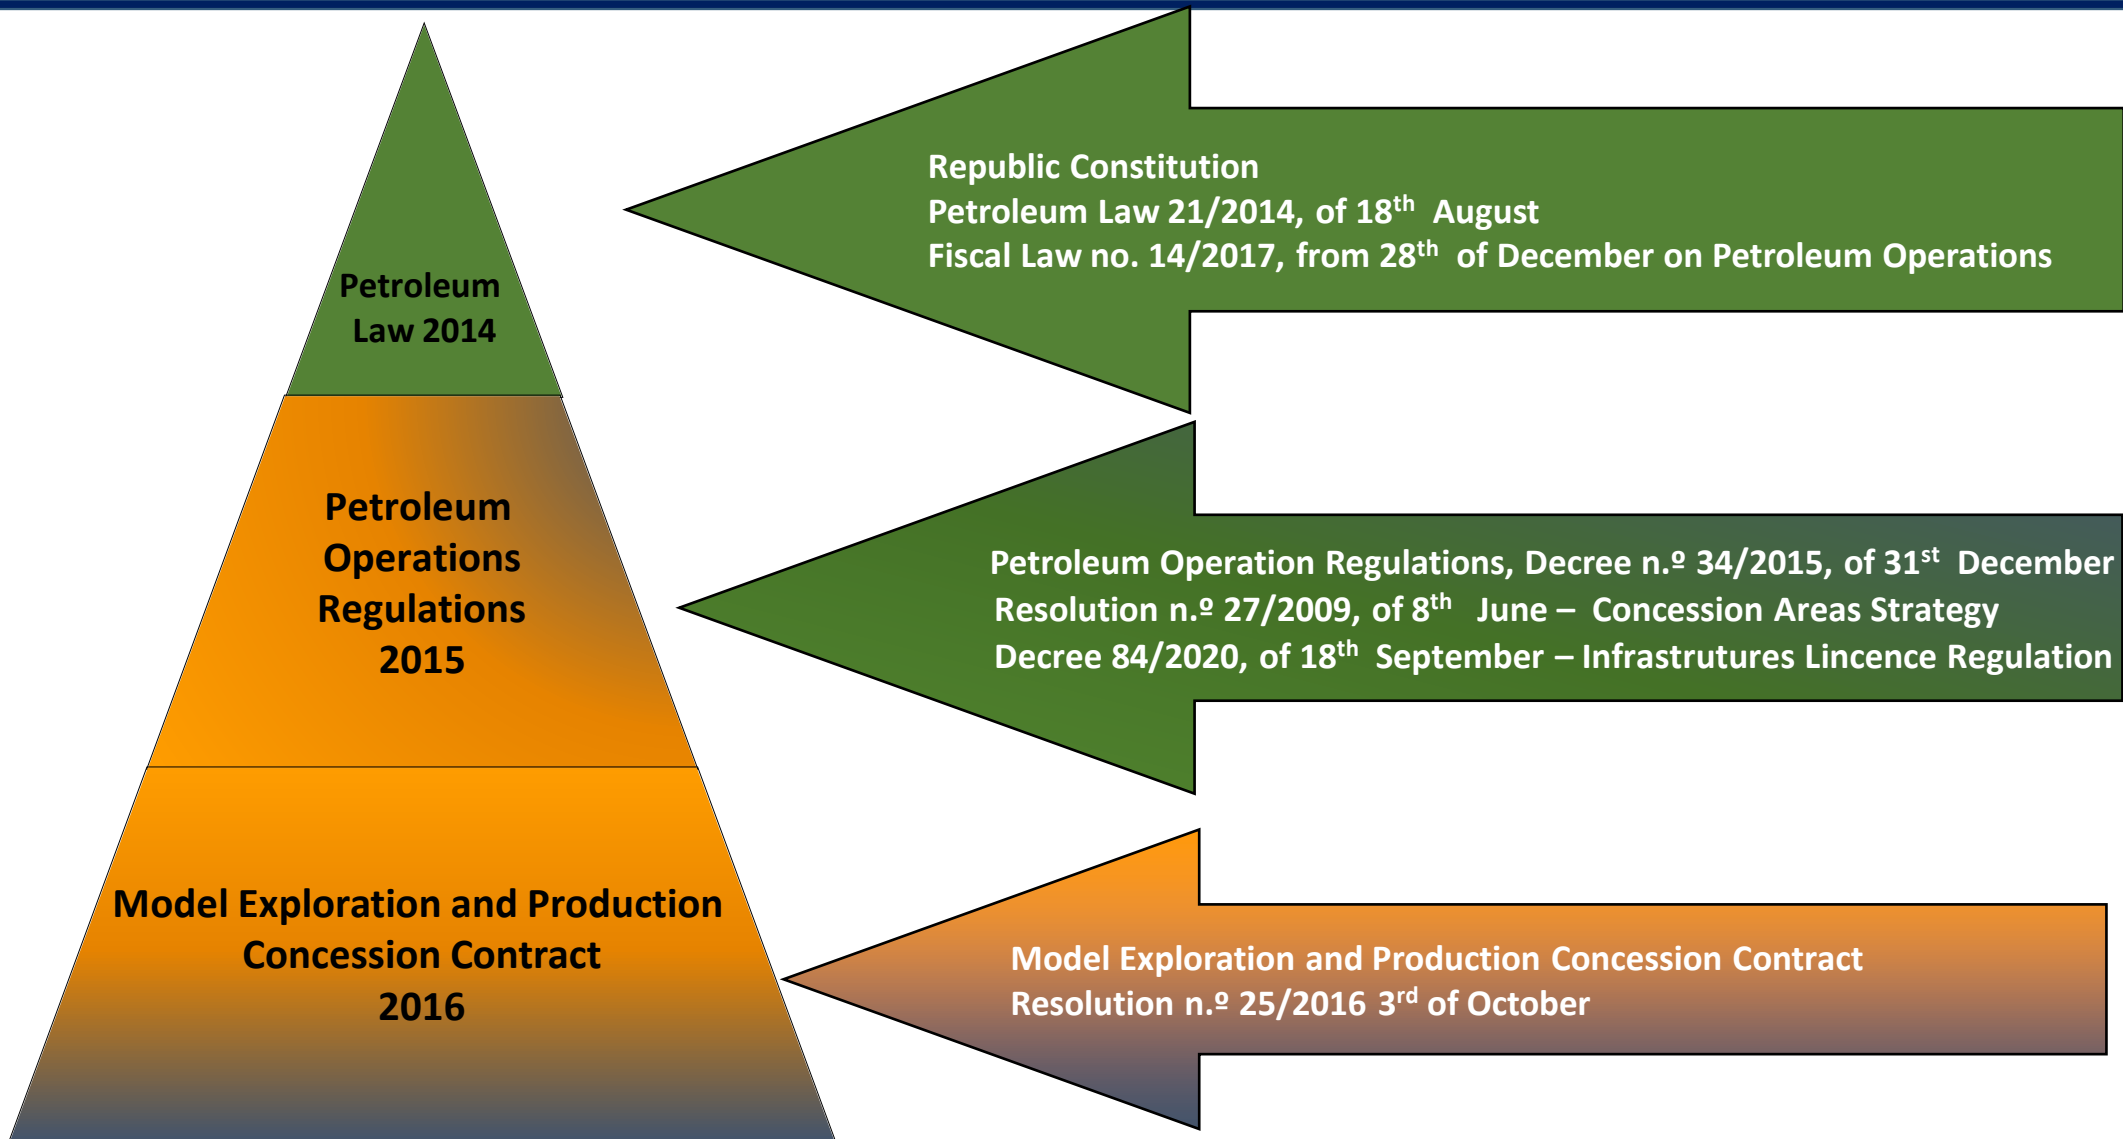 Petroleum
Law 2014
Republic Constitution
Petroleum Law 21/2014, of 18th August
Fiscal Law no. 14/2017, from 28th of December on Petroleum Operations
Petroleum
Operations
Regulations
2015
Petroleum Operation Regulations, Decree n.º 34/2015, of 31st December
Resolution n.º 27/2009, of 8th June – Concession Areas Strategy
Decree 84/2020, of 18th September – Infrastrutures Lincence Regulation
Model Exploration and Production
Concession Contract
2016
Model Exploration and Production Concession Contract
Resolution n.º 25/2016 3rd of October